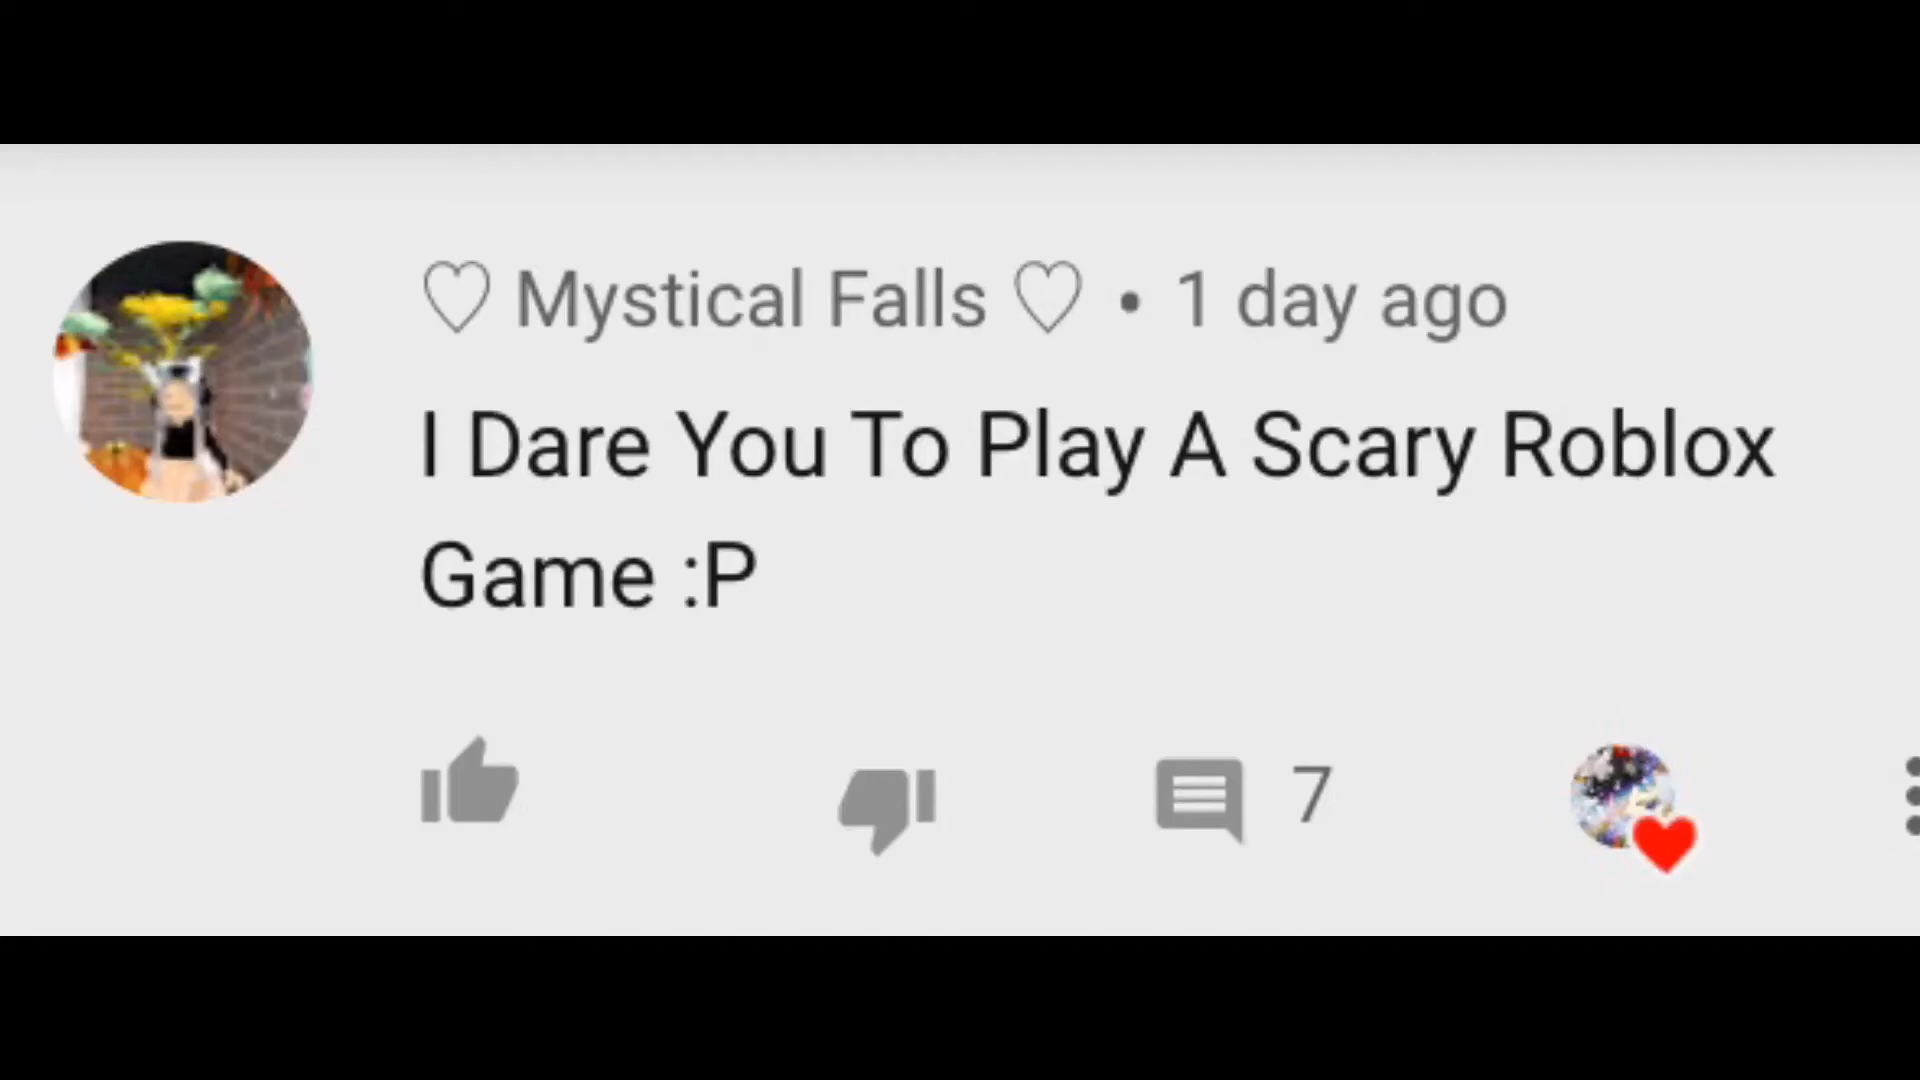 ♡ Mystical Falls ♡ • 1 day ago
I Dare You To Play A Scary Roblox
Game :P
7